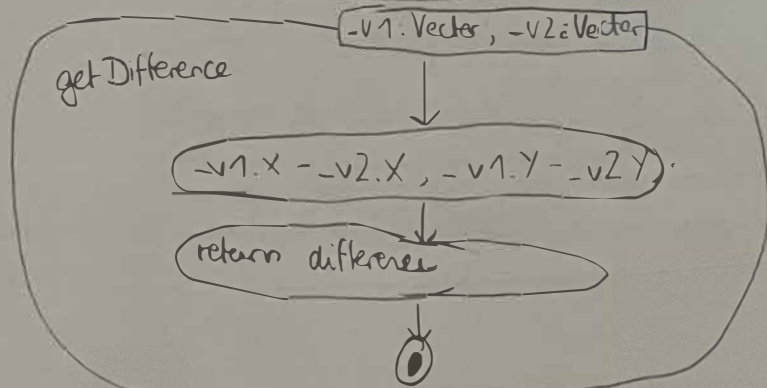 _v1: Vector, _v2: Vector
getDifference
_v1.X - _v2.X, _v1.Y - _v2.Y
return difference